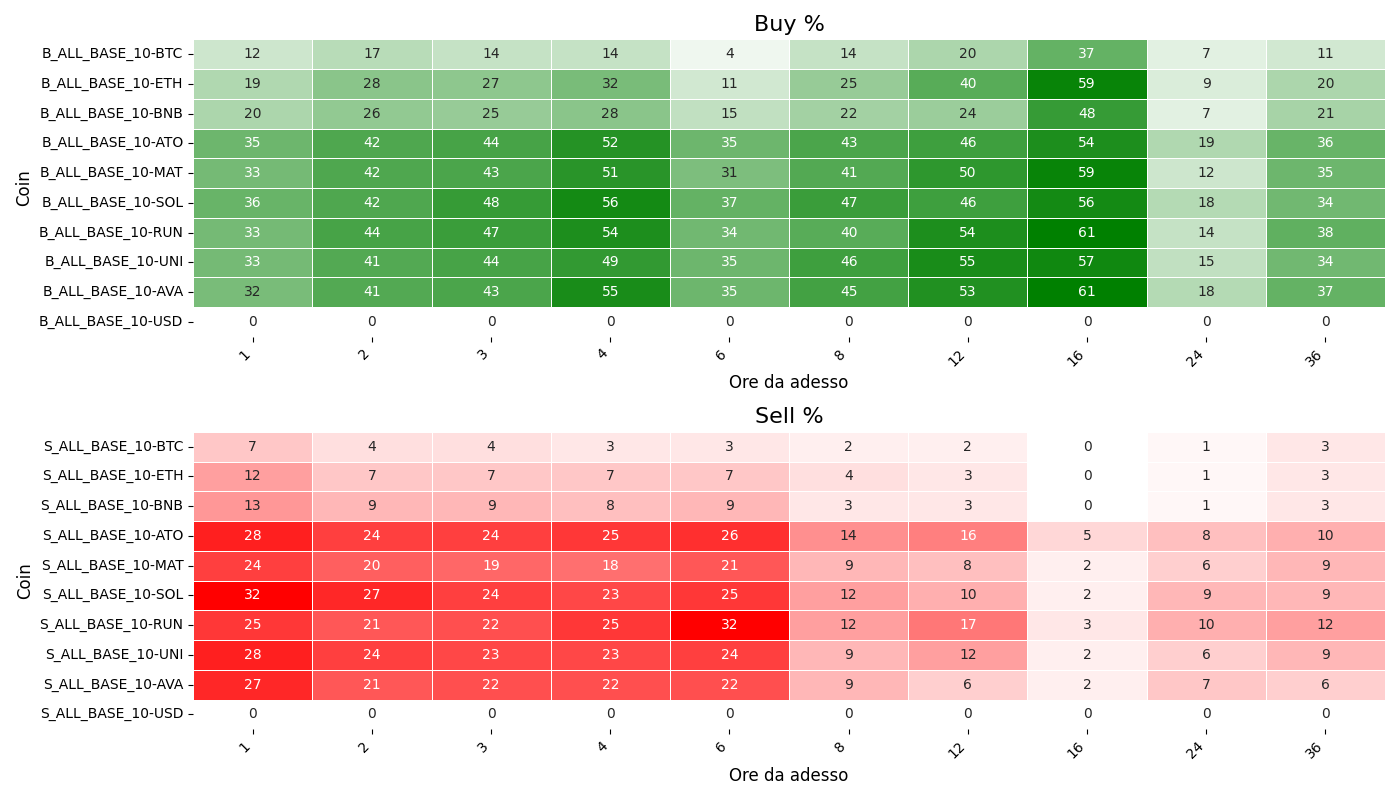 Buy %
Coin
B_ALL_BASE_10-BTC 12 17 14 14 4 14 20 37 7 11
B_ALL_BASE_10-ETH 19 28 27 32 11 25 40 59 9 20
B_ALL_BASE_10-BNB 20 26 25 28 15 22 24 48 7 21
B_ALL_BASE_10-ATO 35 42 44 52 35 43 46 54 19 36
B_ALL_BASE_10-MAT 33 42 43 51 31 41 50 59 12 35
B_ALL_BASE_10-SOL 36 42 48 56 37 47 46 56 18 34
B_ALL_BASE_10-RUN 33 44 47 54 34 40 54 61 14 38
B_ALL_BASE_10-UNI 33 41 44 49 35 46 55 57 15 34
B_ALL_BASE_10-AVA 32 41 43 55 35 45 53 61 18 37
B_ALL_BASE_10-USD 0 0 0 0 0 0 0 0 0 0
1 2 3 4 6 8 12 16 24 36
Ore da adesso
Sell %
Coin
S_ALL_BASE_10-BTC 7 4 4 3 3 2 2 0 1 3
S_ALL_BASE_10-ETH 12 7 7 7 7 4 3 0 1 3
S_ALL_BASE_10-BNB 13 9 9 8 9 3 3 0 1 3
S_ALL_BASE_10-ATO 28 24 24 25 26 14 16 5 8 10
S_ALL_BASE_10-MAT 24 20 19 18 21 9 8 2 6 9
S_ALL_BASE_10-SOL 32 27 24 23 25 12 10 2 9 9
S_ALL_BASE_10-RUN 25 21 22 25 32 12 17 3 10 12
S_ALL_BASE_10-UNI 28 24 23 23 24 9 12 2 6 9
S_ALL_BASE_10-AVA 27 21 22 22 22 9 6 2 7 6
S_ALL_BASE_10-USD 0 0 0 0 0 0 0 0 0 0
1 2 3 4 6 8 12 16 24 36
Ore da adesso